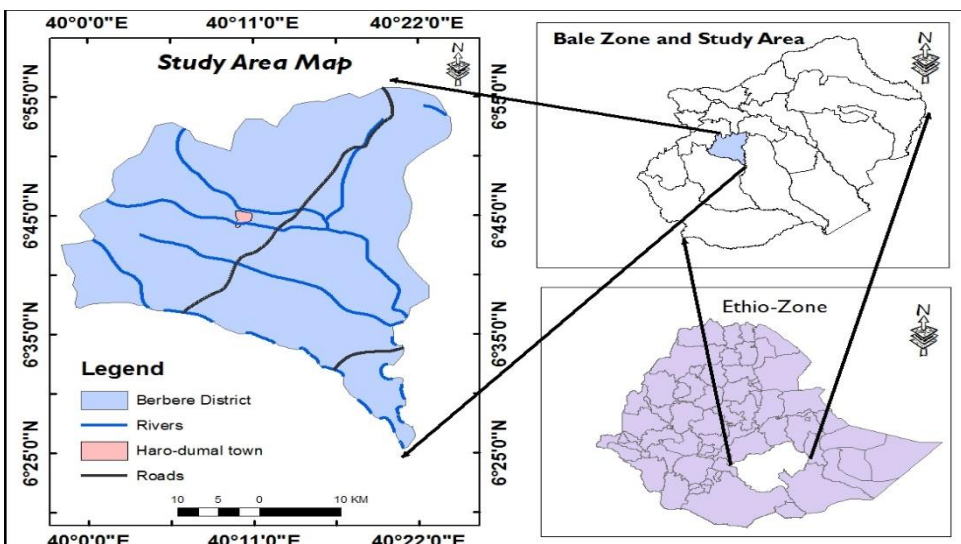 40°0'0"E 40°11'0"E 40°22'0"E
Study Area Map
N
6°55'0"N 6°55'0"N
6°45'0"N 6°45'0"N
6°35'0"N 6°35'0"N
6°25'0"N 6°25'0"N
Legend
Berbere District
Rivers
Haro-dumal town
Roads
10 5 0 10 KM
40°0'0"E 40°11'0"E 40°22'0"E
Bale Zone and Study Area
N
Ethio-Zone
N